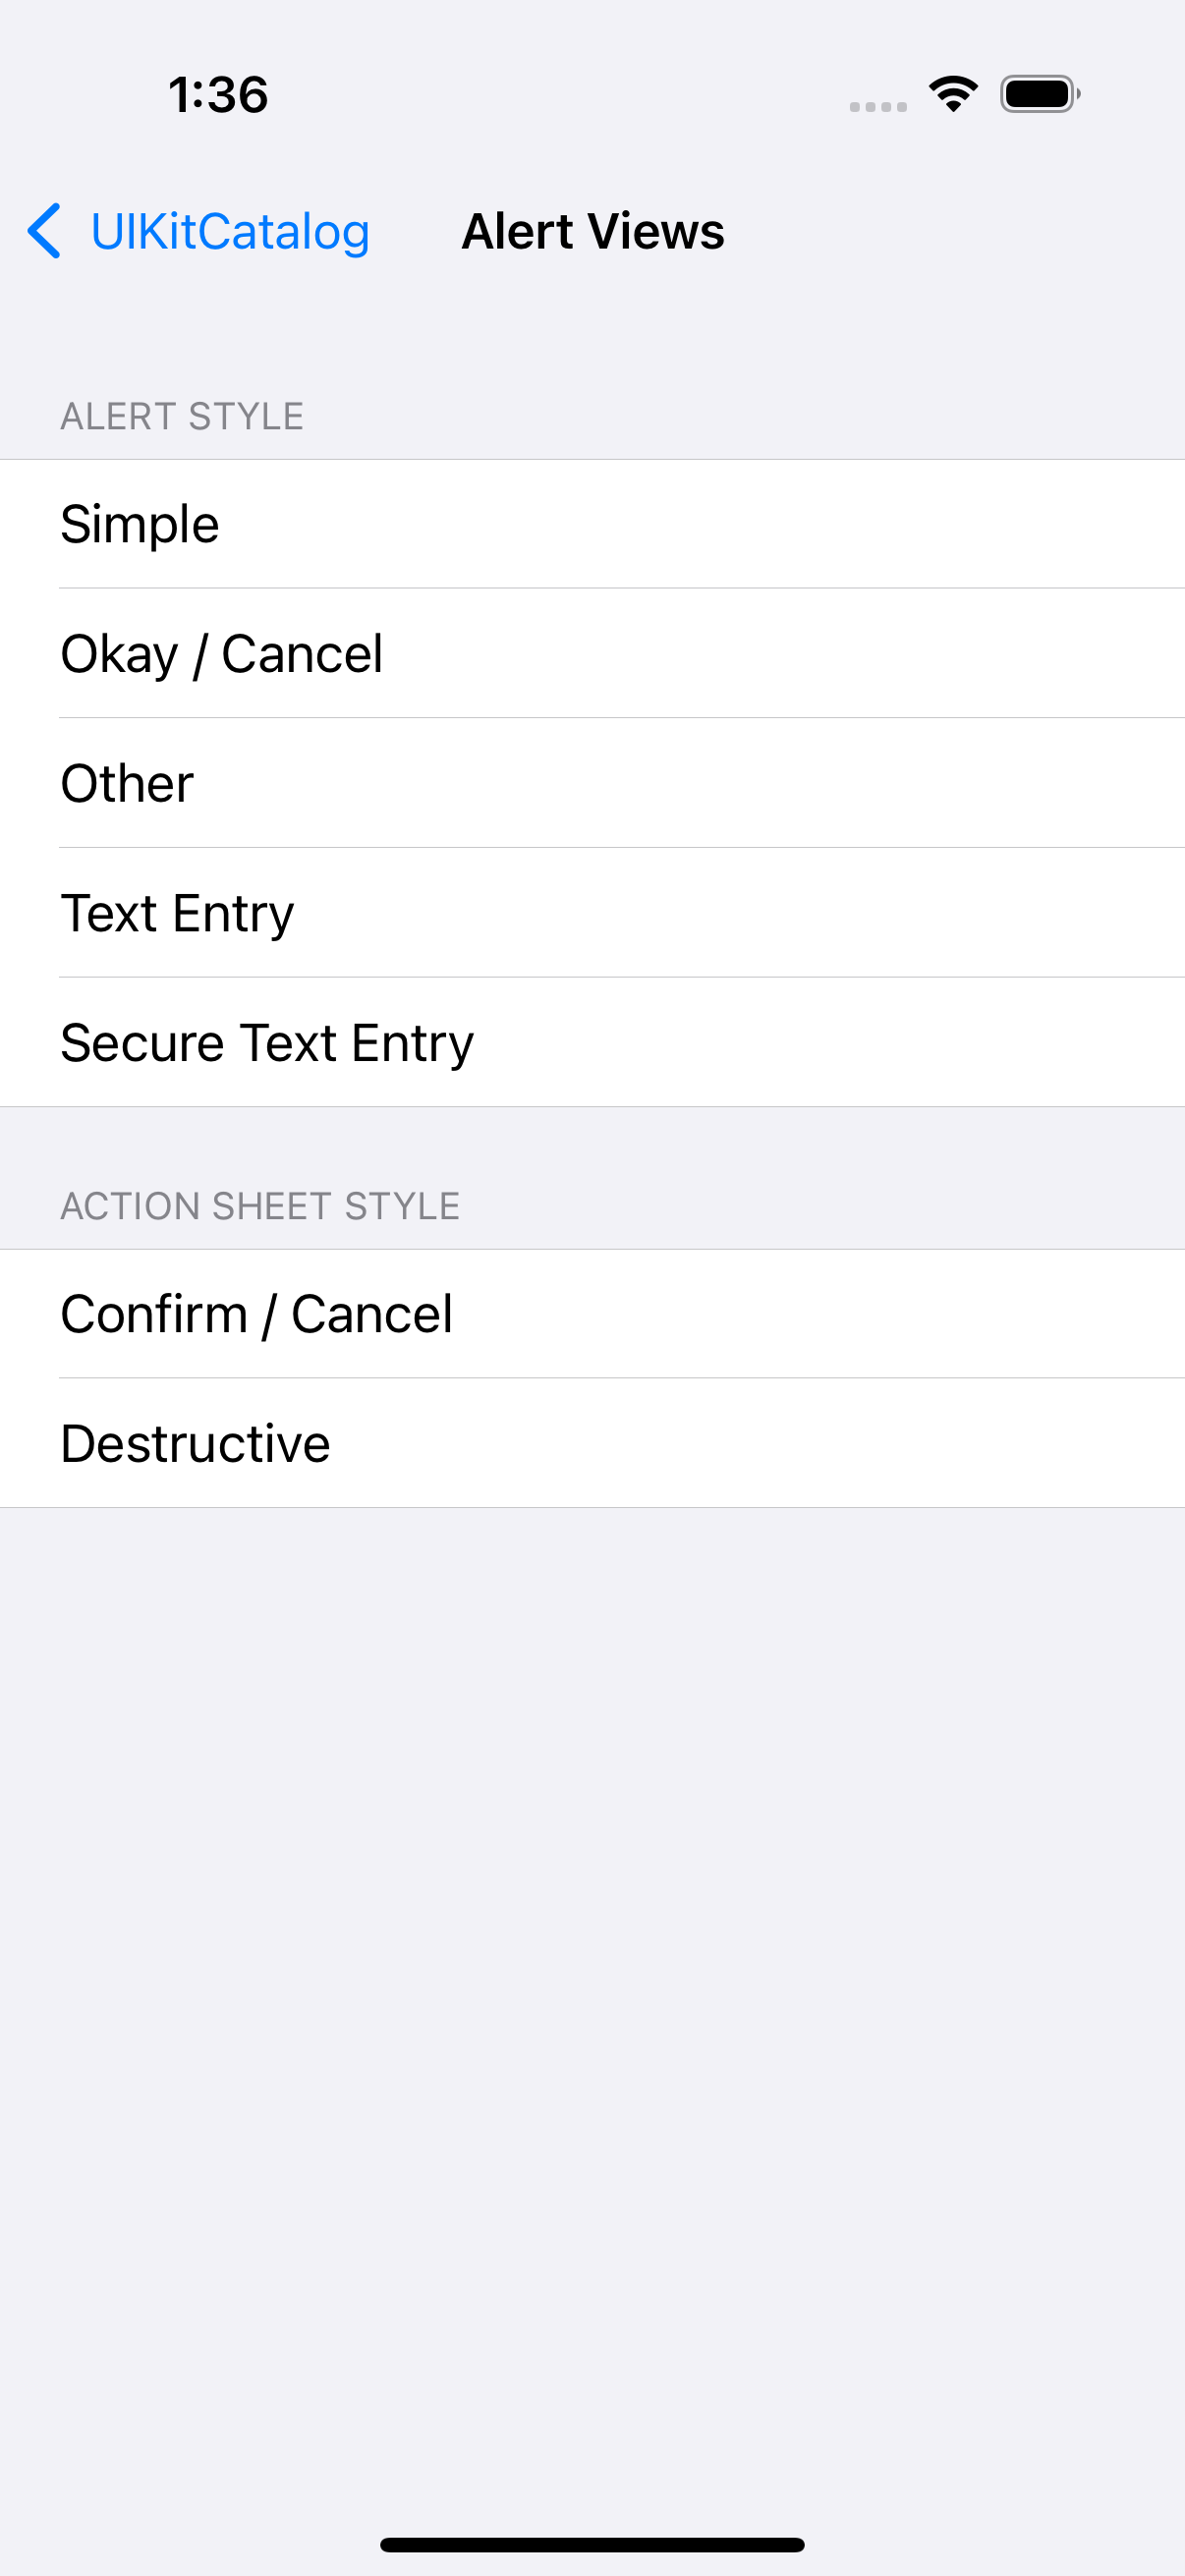 1:36
UIKitCatalog Alert Views
ALERT STYLE
Simple
Okay / Cancel
Other
Text Entry
Secure Text Entry
ACTION SHEET STYLE
Confirm / Cancel
Destructive